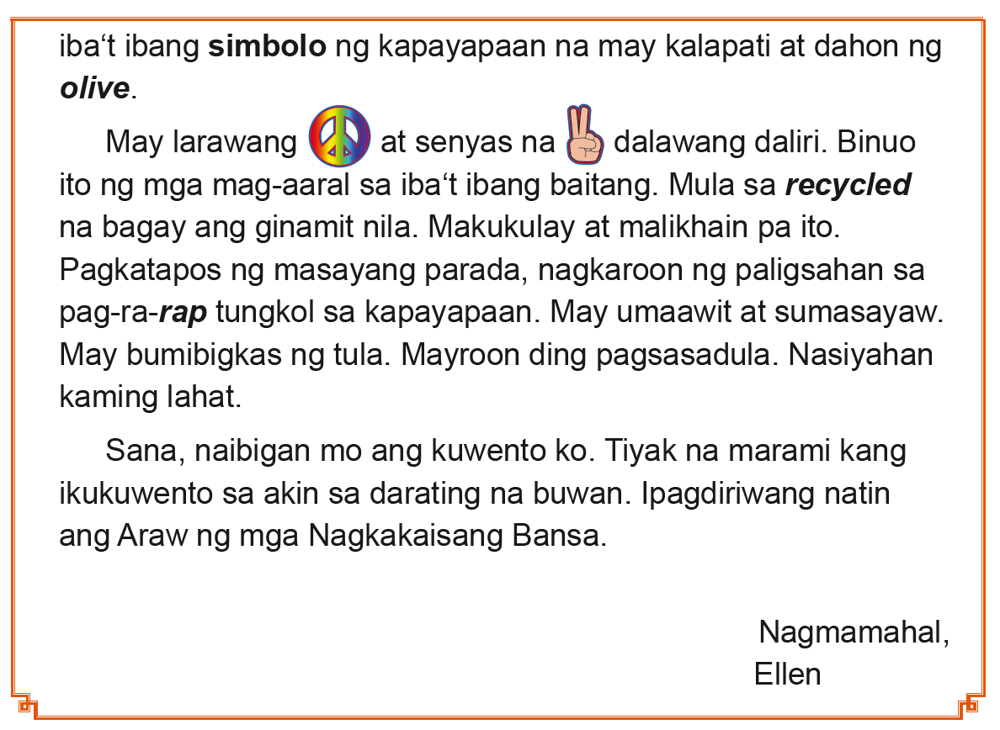 iba‘t ibang simbolo ng kapayapaan na may kalapati at dahon ng
olive.
May larawang at senyas na dalawang daliri. Binuo
ito ng mga mag-aaral sa iba‘t ibang baitang. Mula sa recycled
na bagay ang ginamit nila. Makukulay at malikhain pa ito.
Pagkatapos ng masayang parada, nagkaroon ng paligsahan sa
pag-ra-rap tungkol sa kapayapaan. May umaawit at sumasayaw.
May bumibigkas ng tula. Mayroon ding pagsasadula. Nasiyahan
kaming lahat.
Sana, naibigan mo ang kuwento ko. Tiyak na marami kang
ikukuwento sa akin sa darating na buwan. Ipagdiriwang natin
ang Araw ng mga Nagkakaisang Bansa.
Nagmamahal,
Ellen